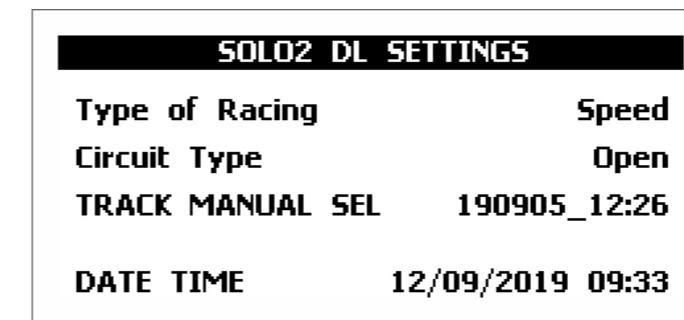 SOLO2 DL SETTINGS
Type of Racing Speed
Circuit Type Open
TRACK MANUAL SEL 190905_12:26
DATE TIME 12/09/2019 09:33